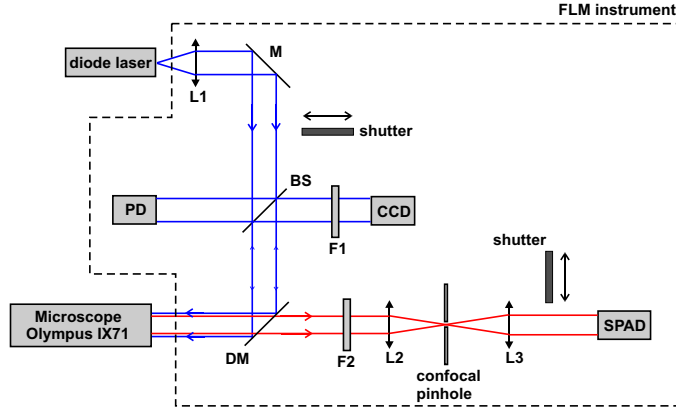 FLM instrument
diode laser
M
L1
shutter
BS
PD
CCD
F1
shutter
Microscope
Olympus IX71
DM
F2
L2
L3
SPAD
confocal
pinhole